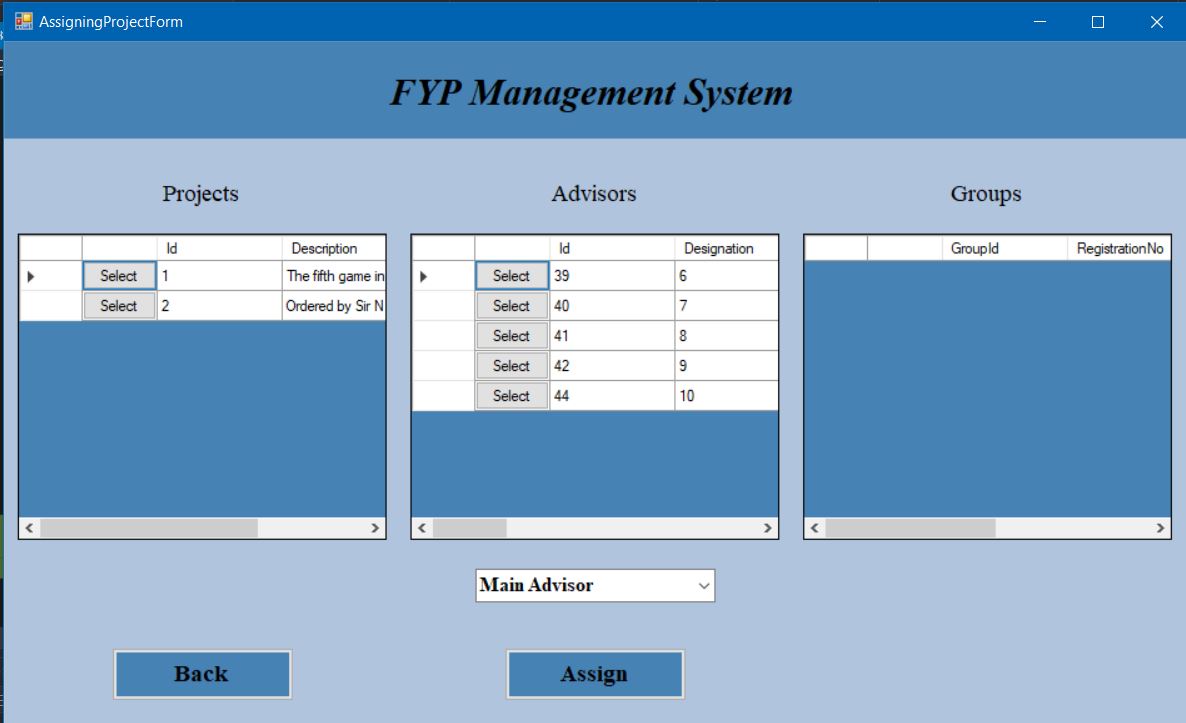 AssigningProjectForm
FYP Management System
Projects
Advisors
Groups
Id Description
Select 1 The fifth game in
Select 2 Ordered by Sir N
Id Designation
Select 39 6
Select 40 7
Select 41 8
Select 42 9
Select 44 10
GroupId RegistrationNo
Main Advisor
Back
Assign